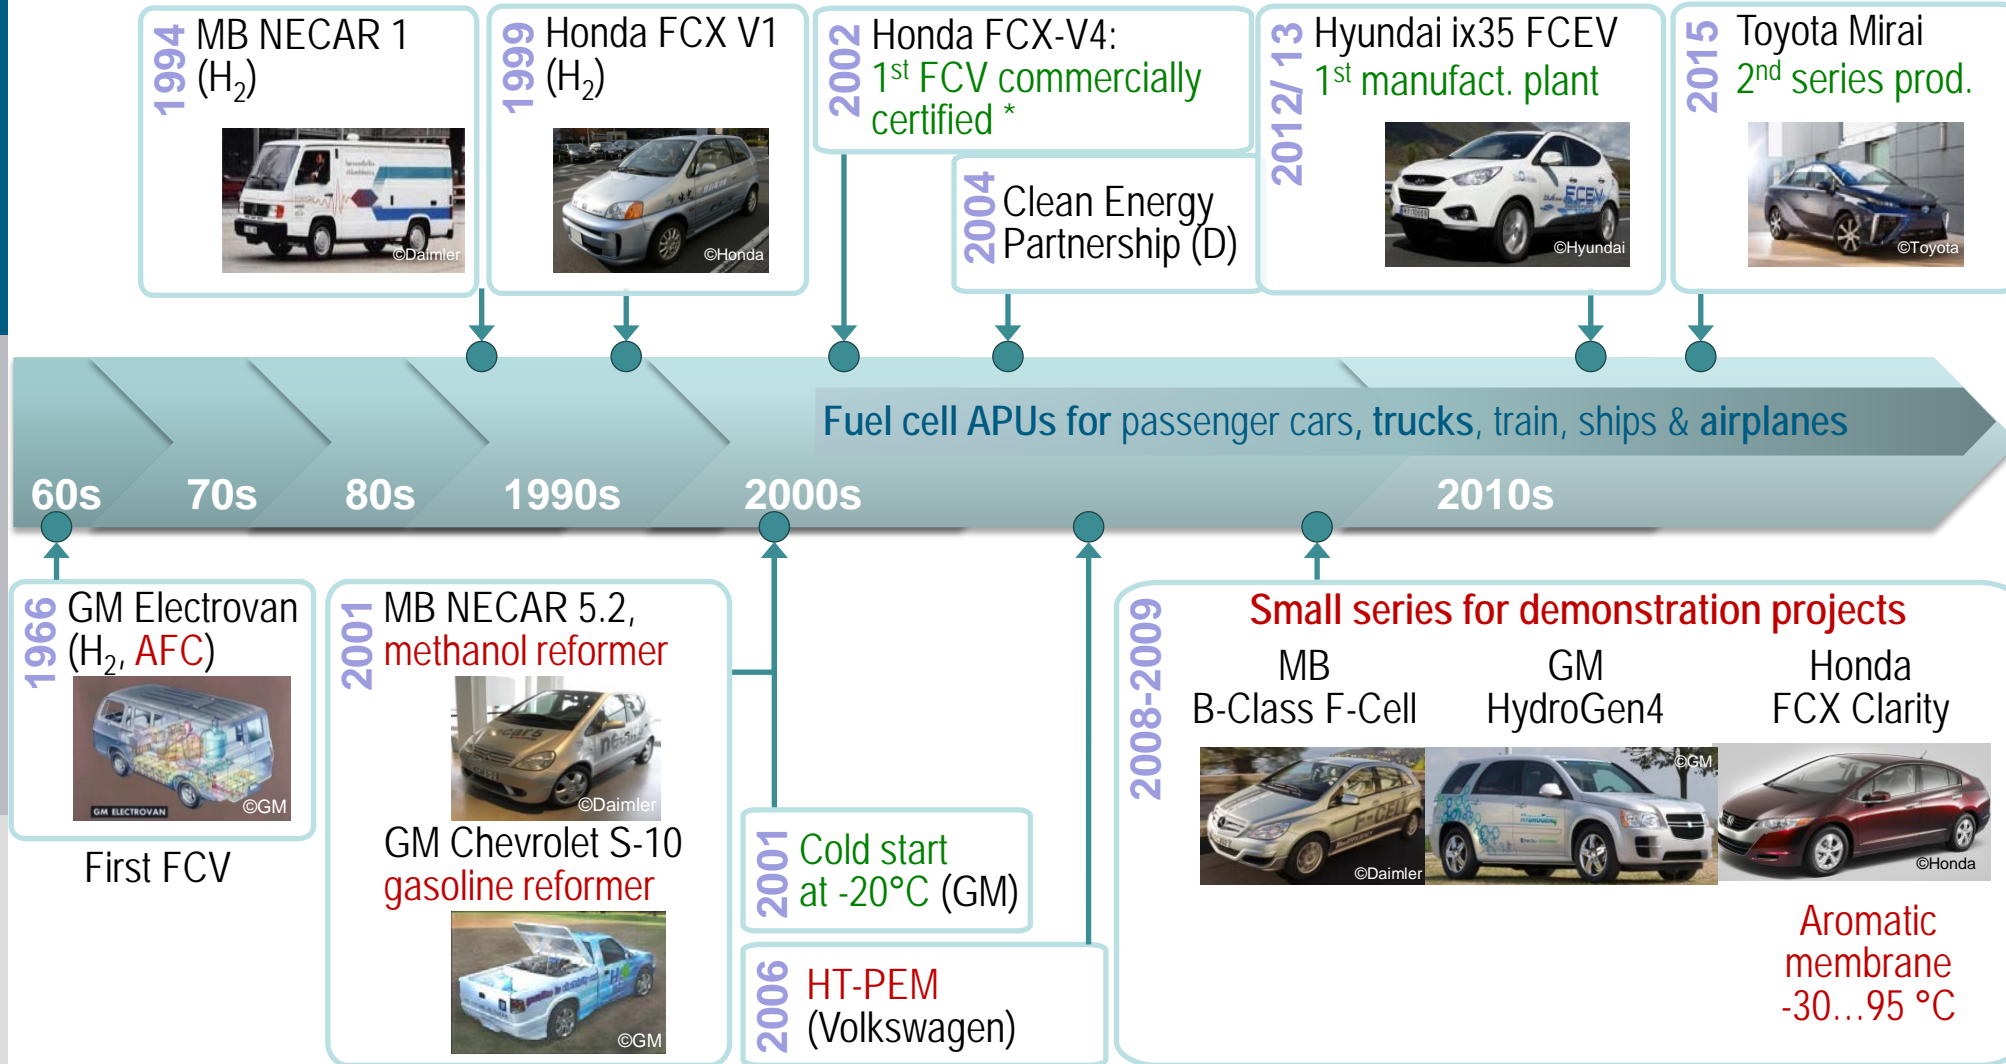 1994
MB NECAR 1
(H₂)
©Daimler
1999
Honda FCX V1
(H₂)
©Honda
2002
Honda FCX-V4:
1st FCV commercially
certified *
2004
Clean Energy
Partnership (D)
2012/ 13
Hyundai ix35 FCEV
1st manufact. plant
FCEV
©Hyundai
2015
Toyota Mirai
2nd series prod.
©Toyota
Fuel cell APUs for passenger cars, trucks, train, ships & airplanes
60s
70s
80s
1990s
2000s
2010s
1966
GM Electrovan
(H₂, AFC)
©GM
GM ELECTROVAN
First FCV
2001
MB NECAR 5.2,
methanol reformer
©Daimler
GM Chevrolet S-10
gasoline reformer
©GM
2001
Cold start
at -20°C (GM)
2006
HT-PEM
(Volkswagen)
2008-2009
Small series for demonstration projects
MB
B-Class F-Cell
F-CELL
©Daimler
GM
HydroGen4
©GM
Honda
FCX Clarity
©Honda
Aromatic
membrane
-30…95 °C